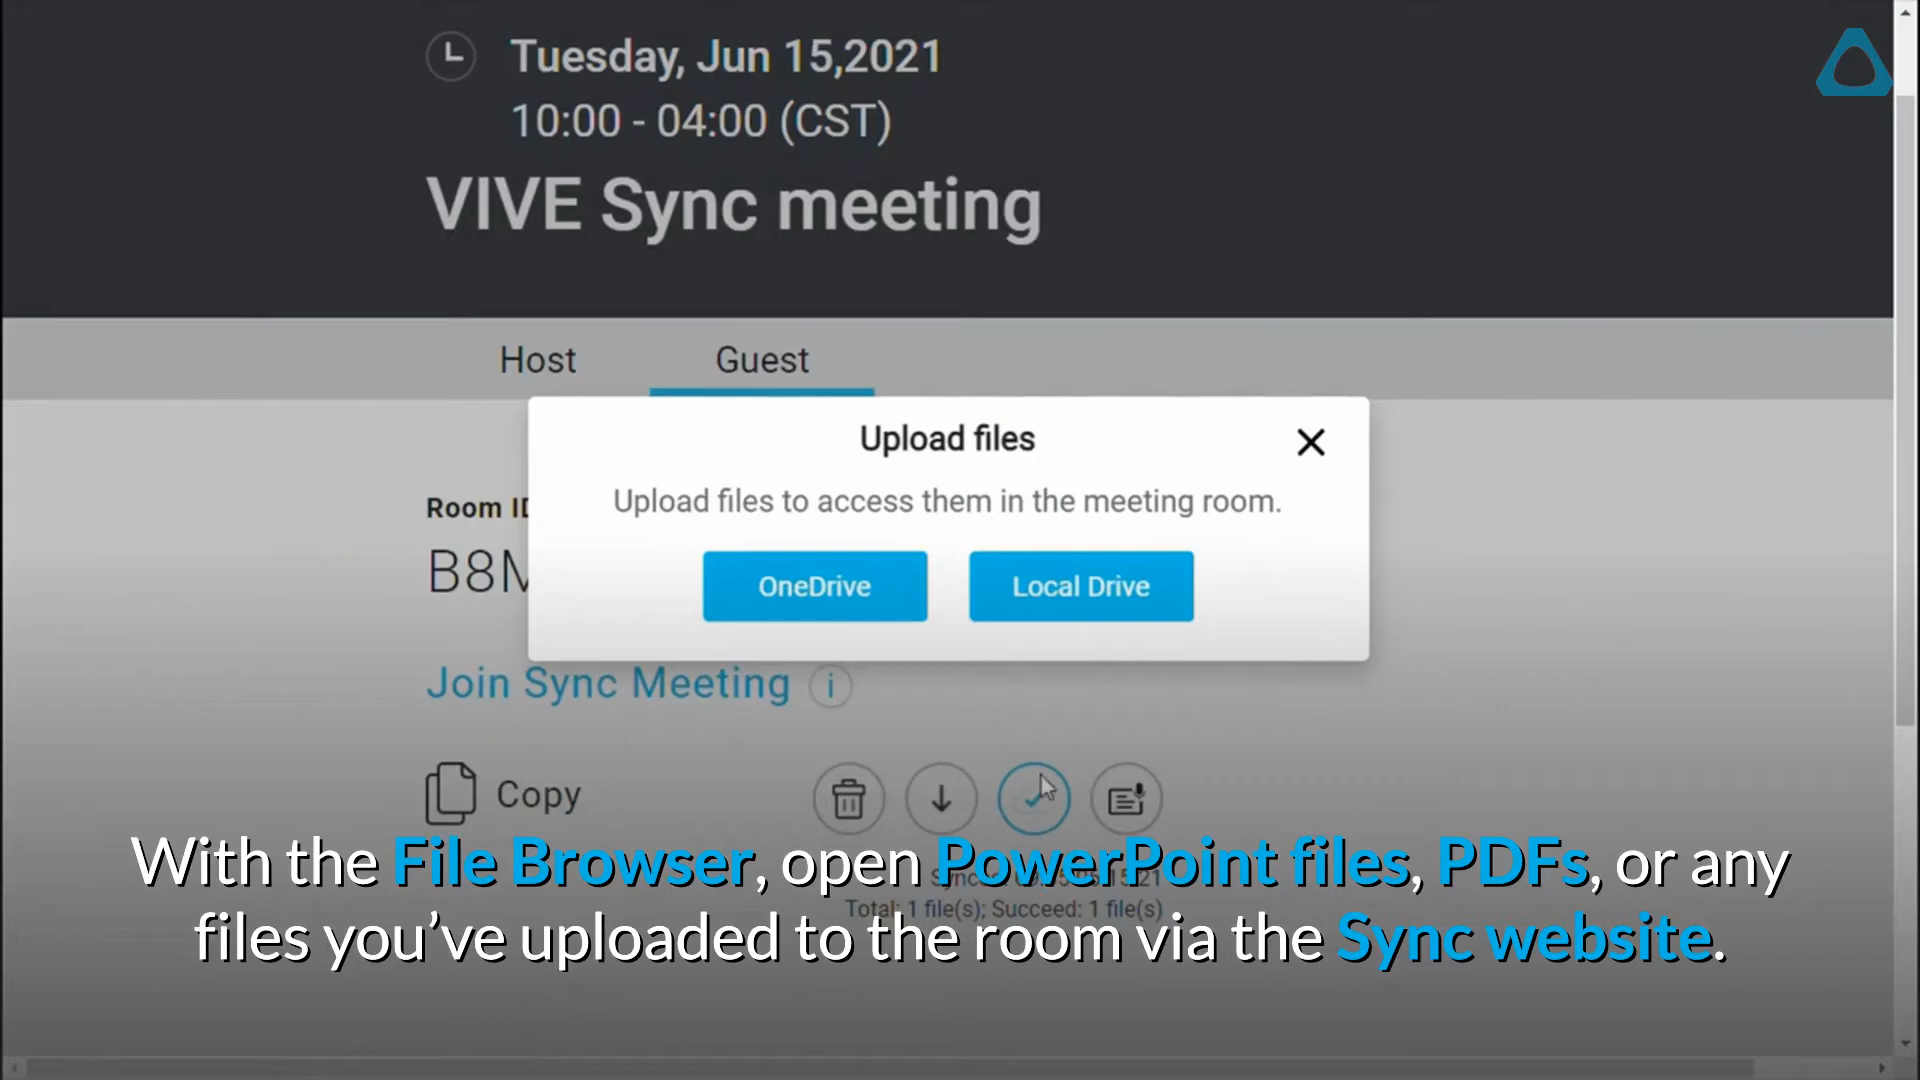 Tuesday, Jun 15,2021
10:00 - 04:00 (CST)
VIVE Sync meeting
Host
Guest
Upload files
Upload files to access them in the meeting room.
Room ID
B8M
OneDrive
Local Drive
Join Sync Meeting
Copy
With the File Browser, open PowerPoint files, PDFs, or any
Total: 1 file(s); Succeed: 1 file(s)
files you've uploaded to the room via the Sync website.